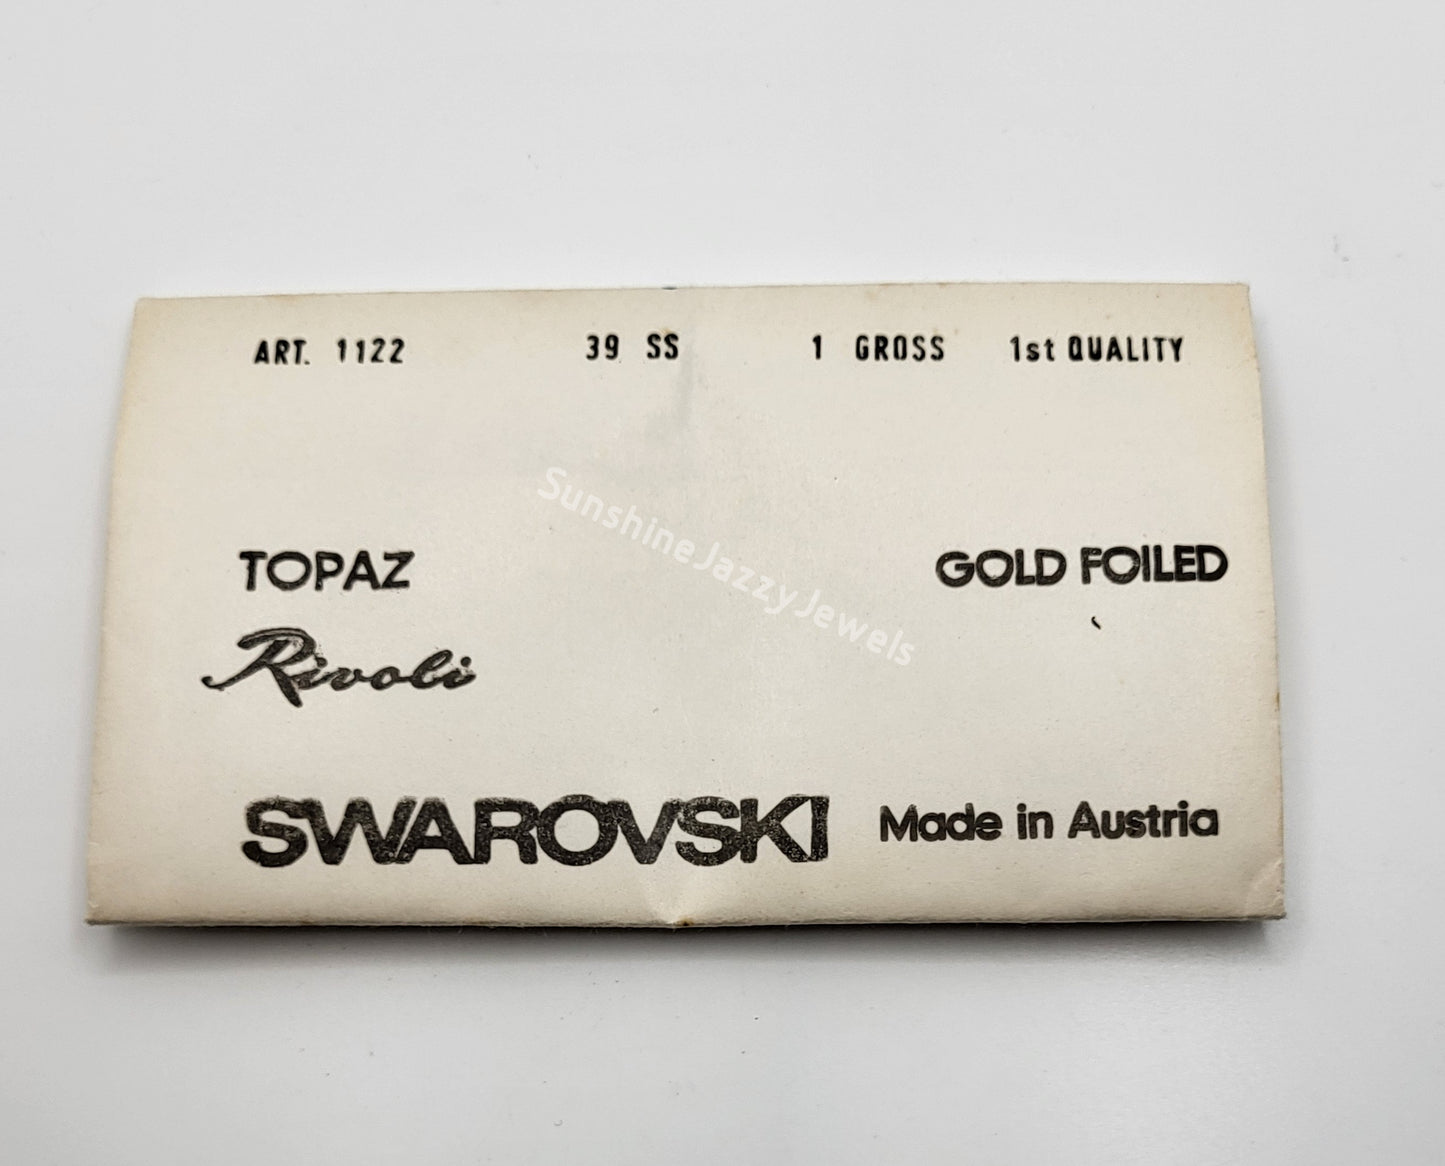 ART. 1122 39 SS 1 GROSS 1st QUALITY
TOPAZ GOLD FOILED
Rivoli
SWAROVSKI Made in Austria
SunshineJazzyJewels